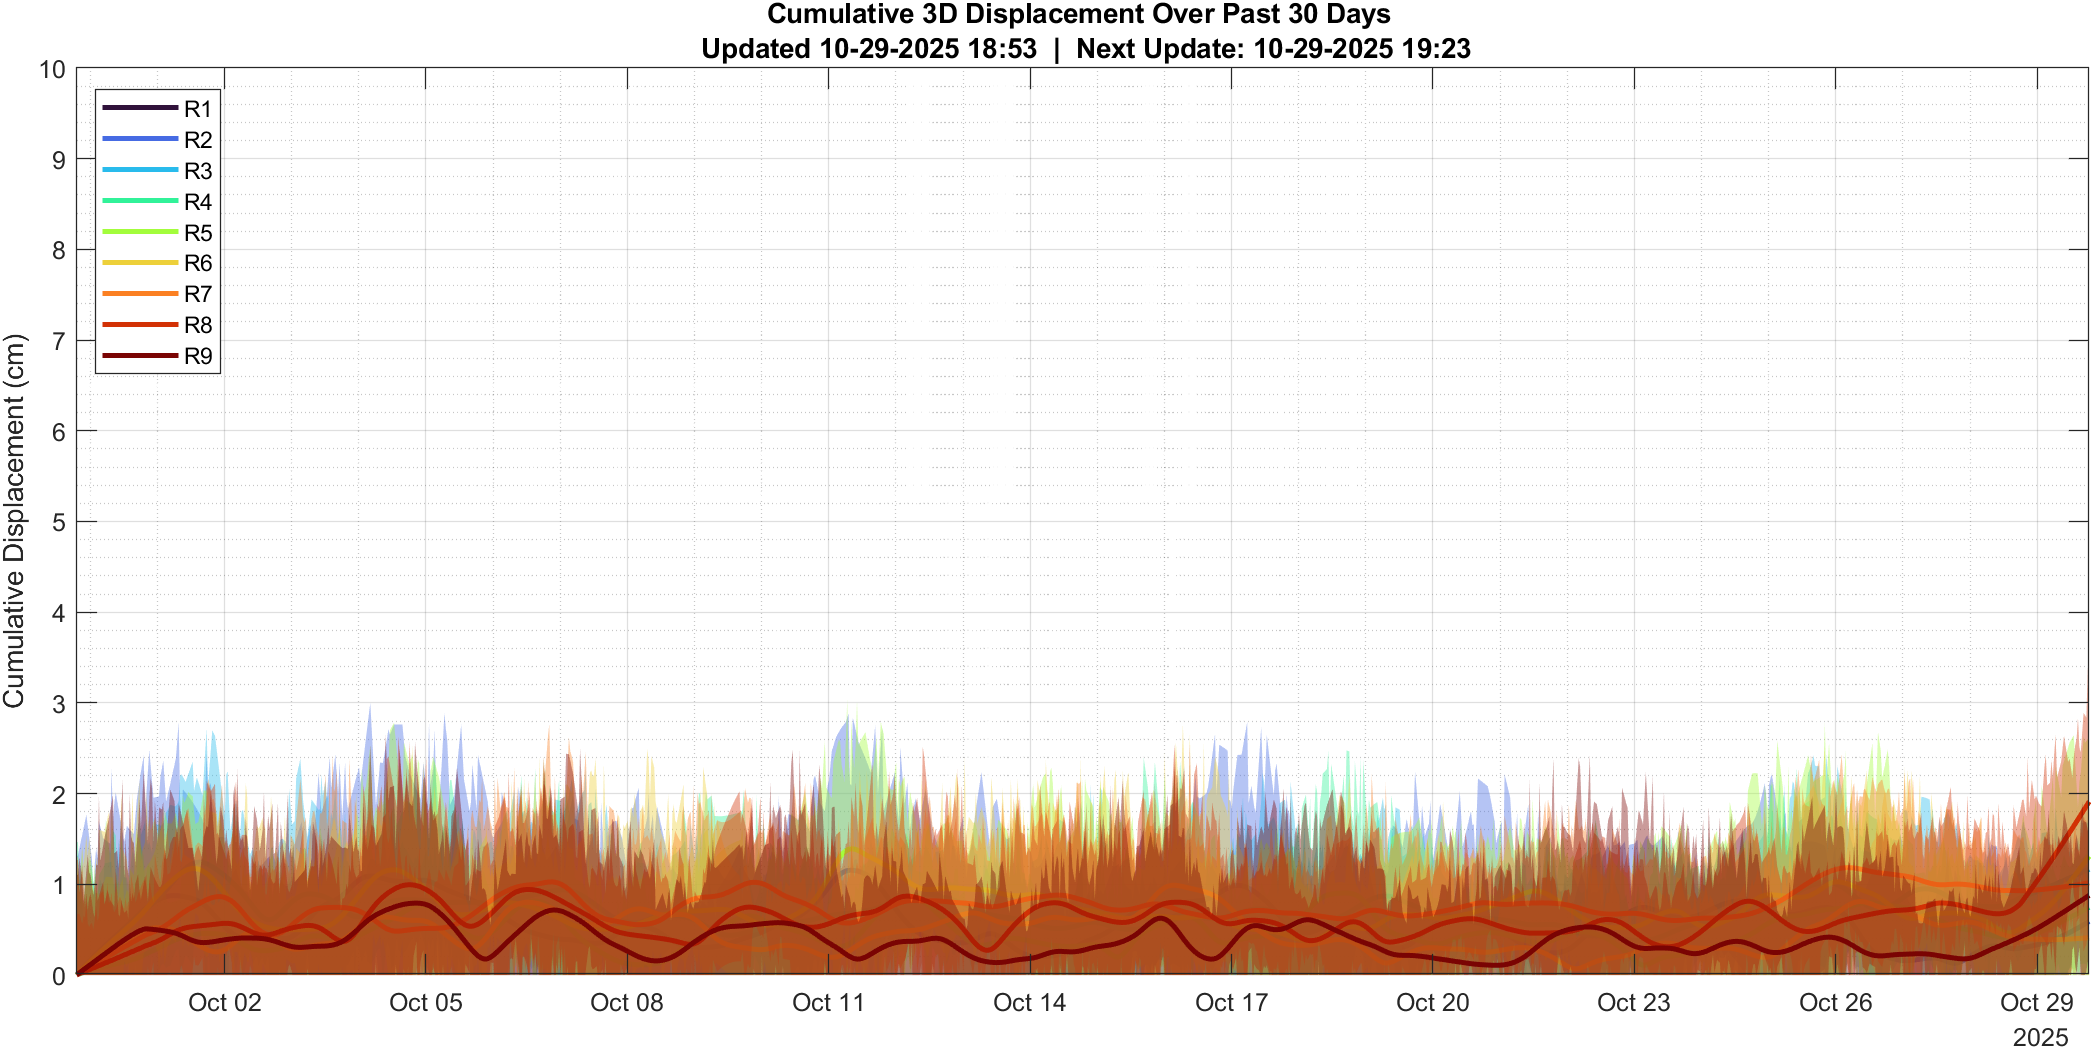 Cumulative 3D Displacement Over Past 30 Days
Updated 10-29-2025 18:53 | Next Update: 10-29-2025 19:23
Cumulative Displacement (cm)
10
9
8
7
6
5
4
3
2
1
0
R1
R2
R3
R4
R5
R6
R7
R8
R9
Oct 02 Oct 05 Oct 08 Oct 11 Oct 14 Oct 17 Oct 20 Oct 23 Oct 26 Oct 29
2025